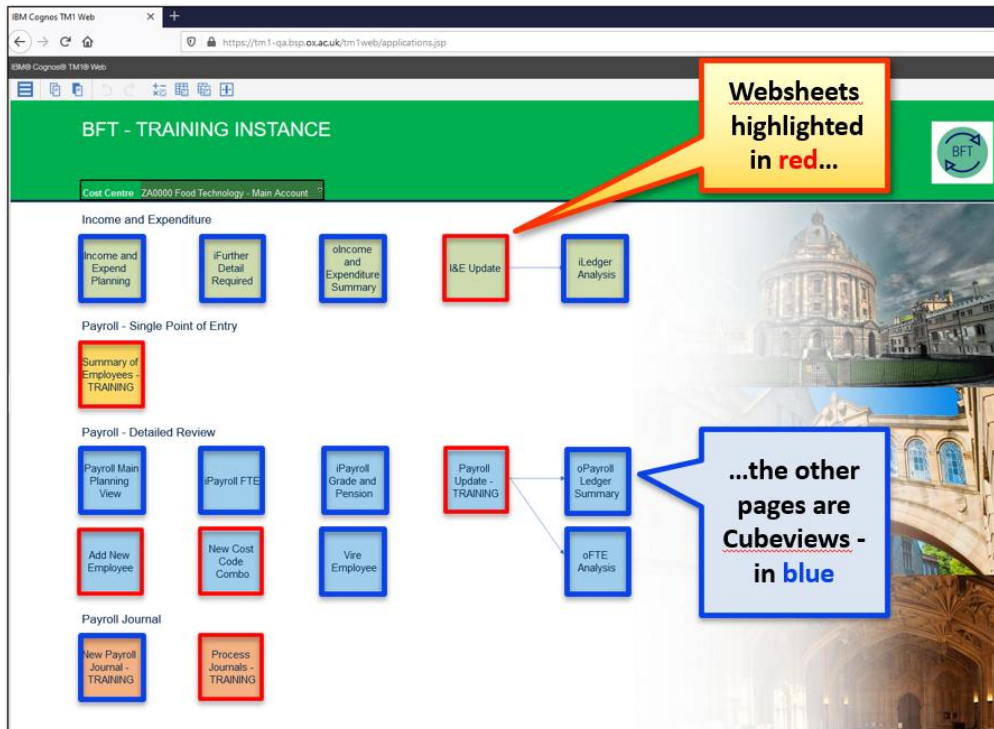 IBM Cognos TM1 Web
https://tm1-qa.bsp.ox.ac.uk/tm1web/applications.jsp
IBM® Cognos® TM1® Web
BFT - TRAINING INSTANCE
BFT
Cost Centre ZA0000 Food Technology - Main Account
Websheets
highlighted
in red...
Income and Expenditure
Income and
Expend
Planning
iFurther
Detail
Required
oIncome
and
Expenditure
Summary
I&E Update
iLedger
Analysis
Payroll - Single Point of Entry
Summary of
Employees -
TRAINING
Payroll - Detailed Review
iPayroll Main
Planning
View
iPayroll FTE
iPayroll
Grade and
Pension
Payroll
Update -
TRAINING
oPayroll
Ledger
Summary
...the other
pages are
Cubeviews -
in blue
Add New
Employee
New Cost
Code
Combo
Vire
Employee
oFTE
Analysis
Payroll Journal
New Payroll
Journal -
TRAINING
Process
Journals -
TRAINING